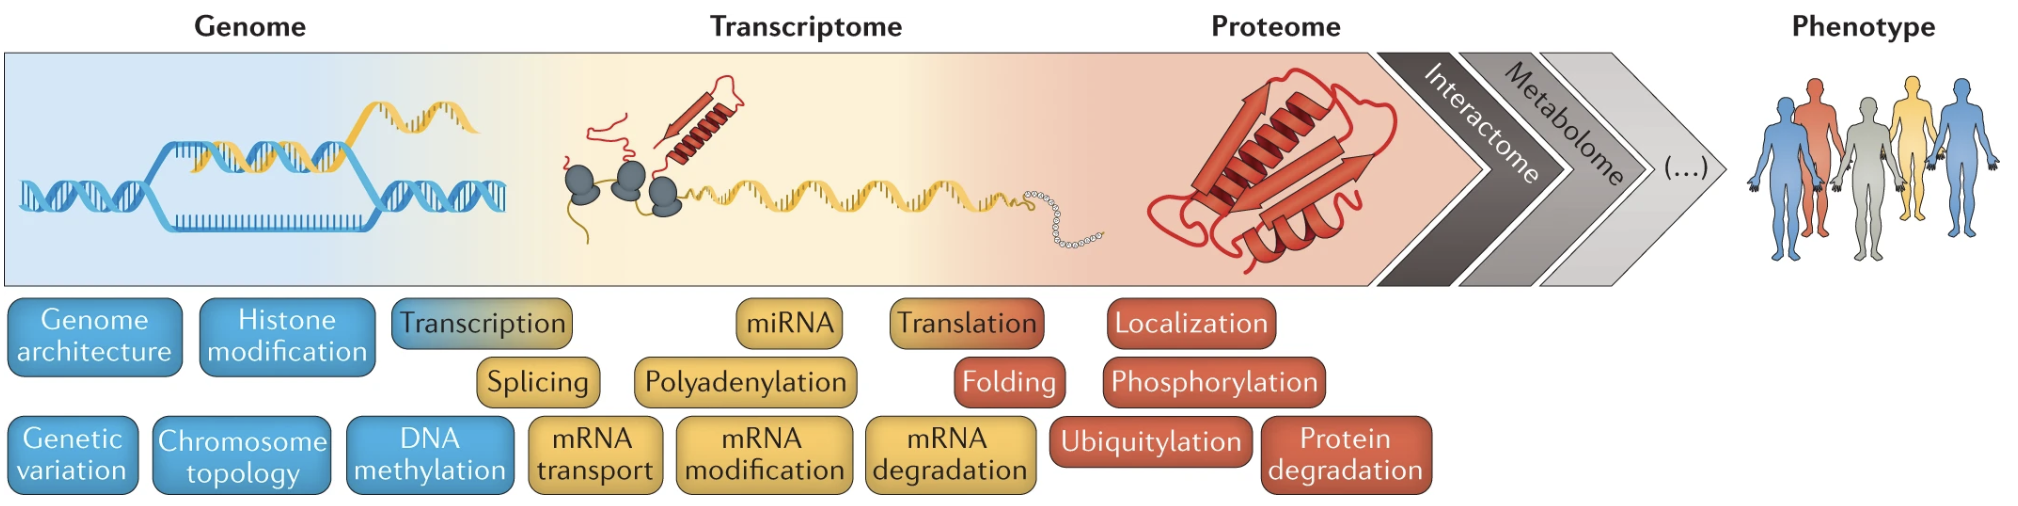 Genome
Transcriptome
Proteome
Phenotype
Interactome
Metabolome
(...)
Genome
architecture
Histone
modification
Transcription
miRNA
Translation
Localization
Splicing
Polyadenylation
Folding
Phosphorylation
Genetic
variation
Chromosome
topology
DNA
methylation
mRNA
transport
mRNA
modification
mRNA
degradation
Ubiquitylation
Protein
degradation